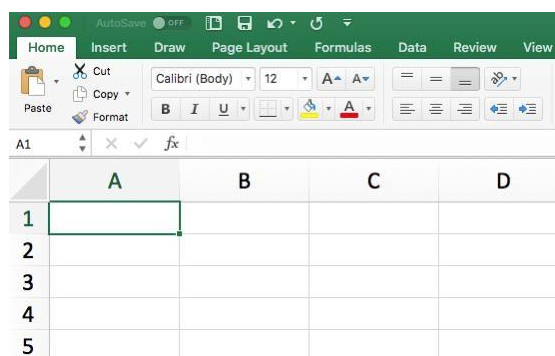 AutoSave OFF
Home Insert Draw Page Layout Formulas Data Review View
Cut
Calibri (Body) 12 A A
Copy
Paste
B I U A
Format
A1 fx
A B C D
1
2
3
4
5